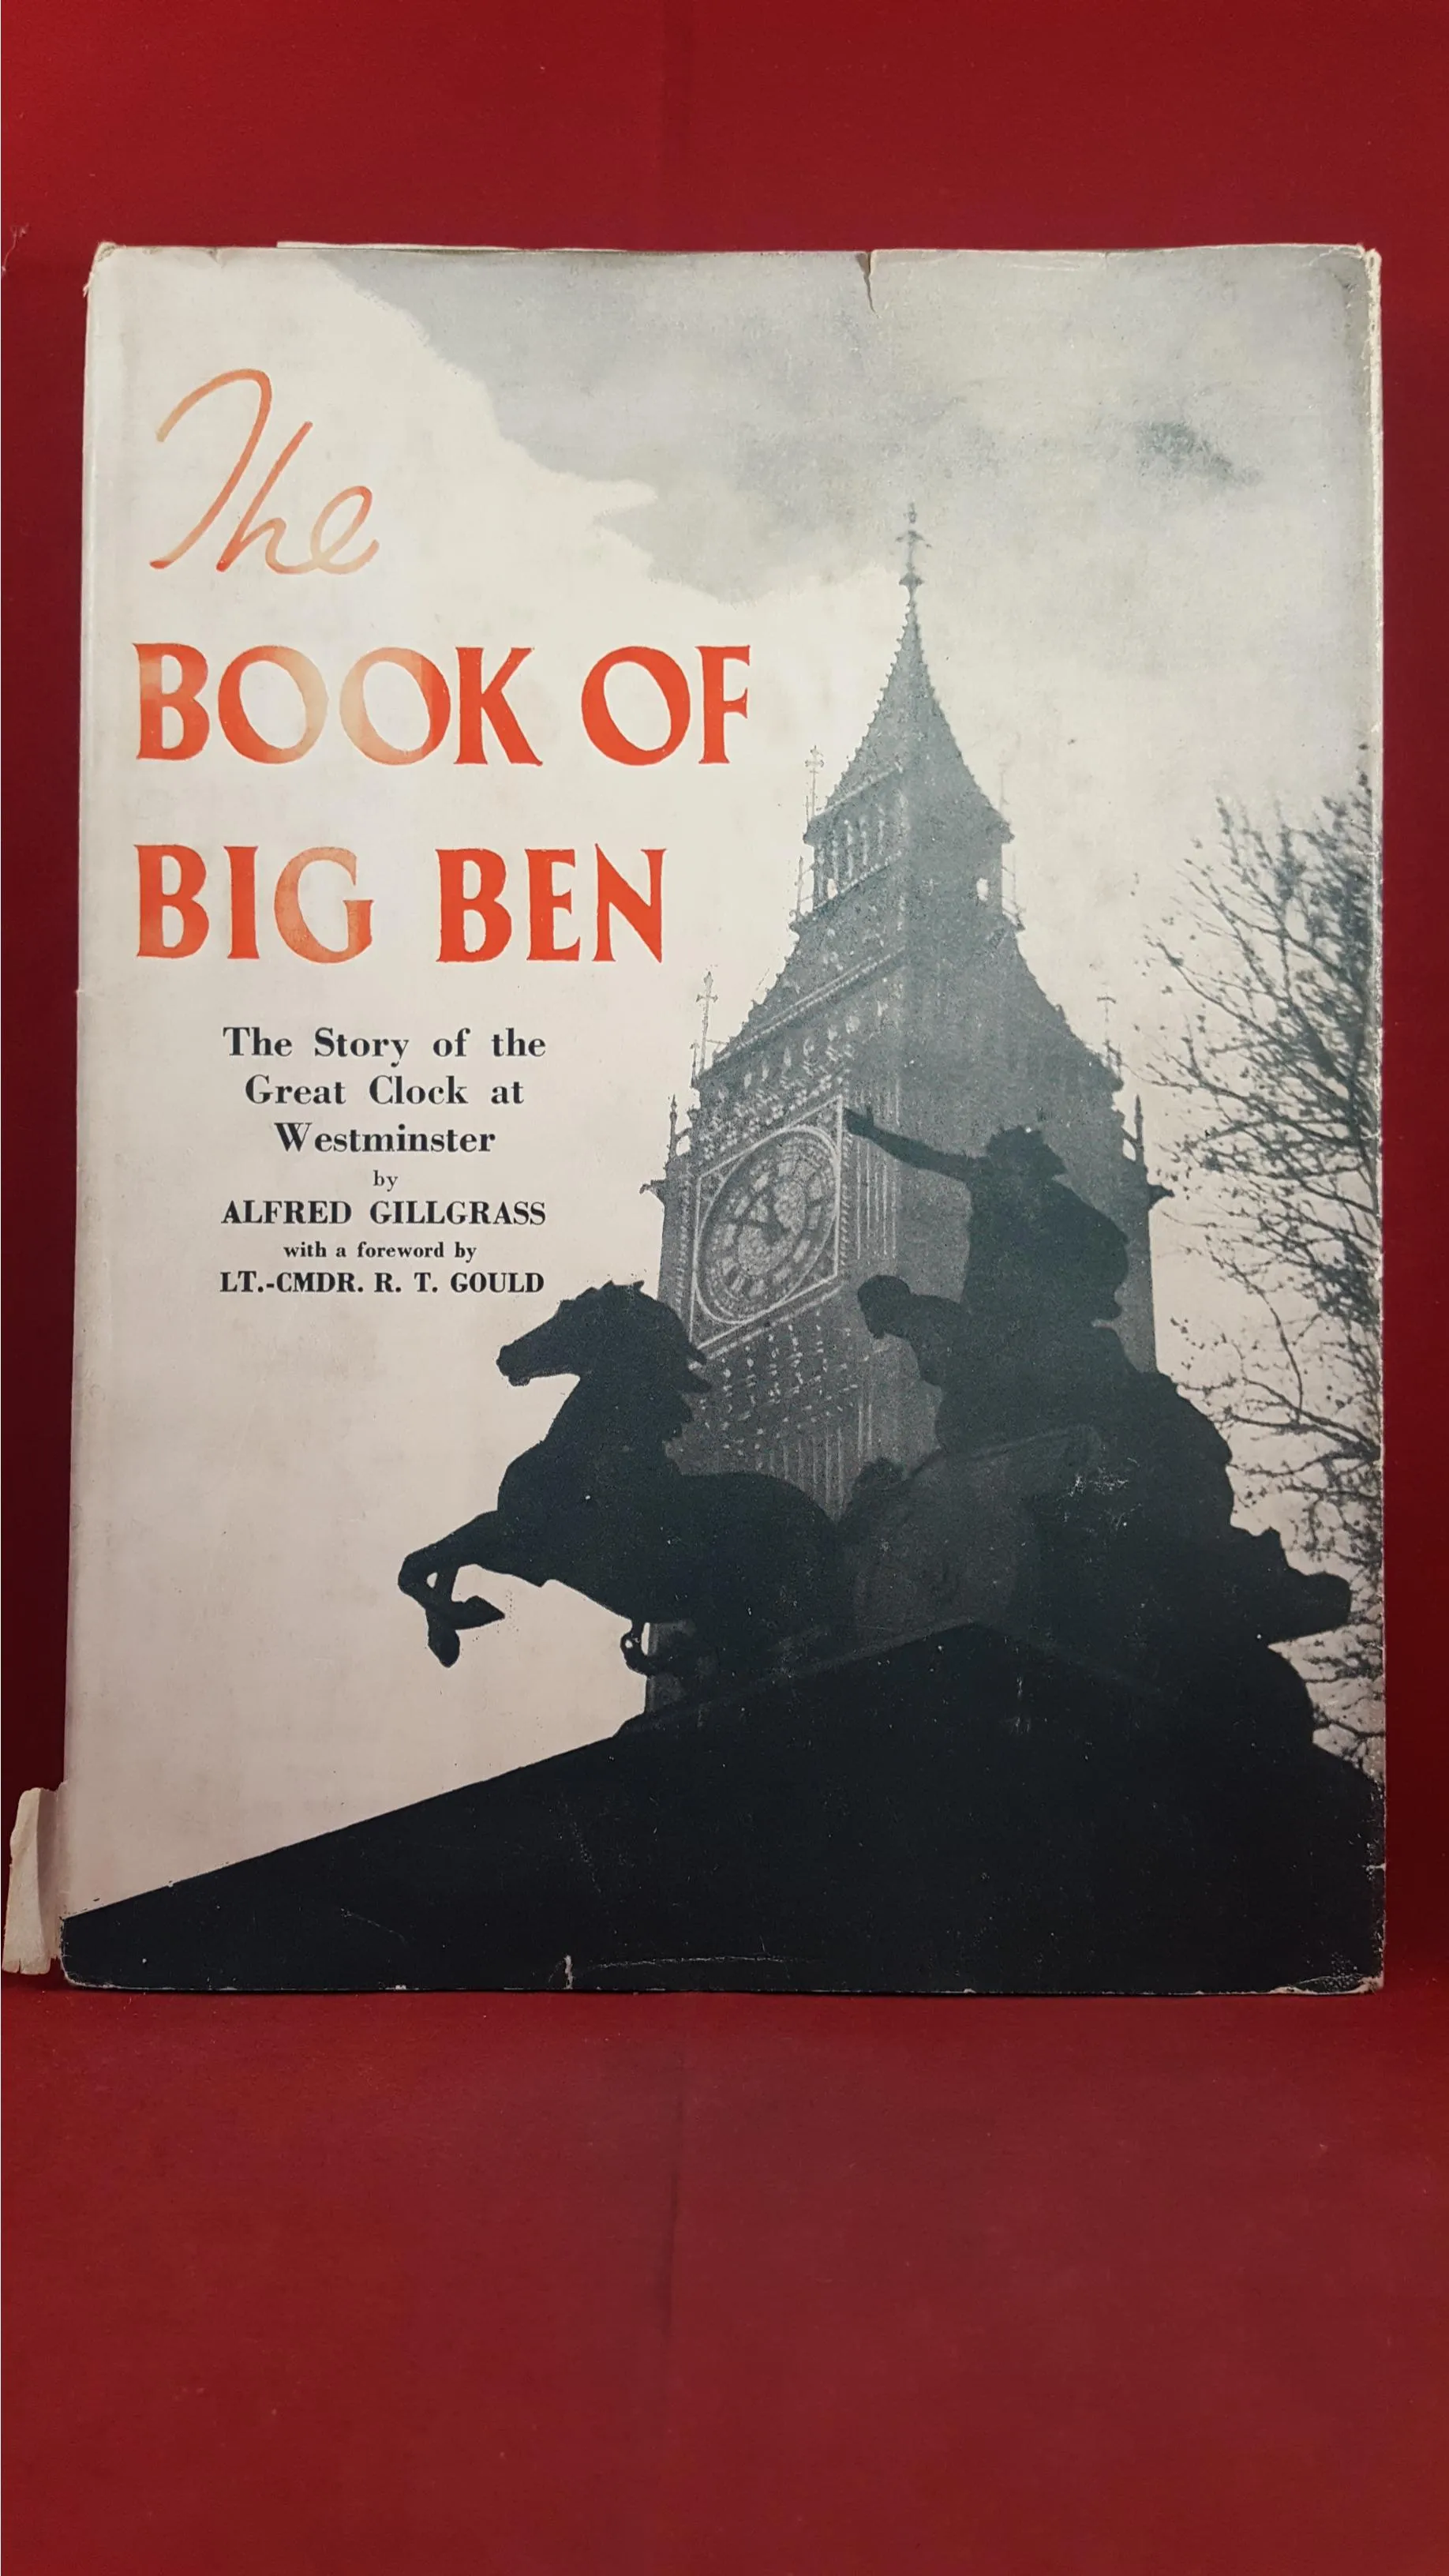 The
BOOK OF
BIG BEN
The Story of the
Great Clock at
Westminster
by
ALFRED GILLGRASS
with a foreword by
LT.-CMDR. R. T. GOULD